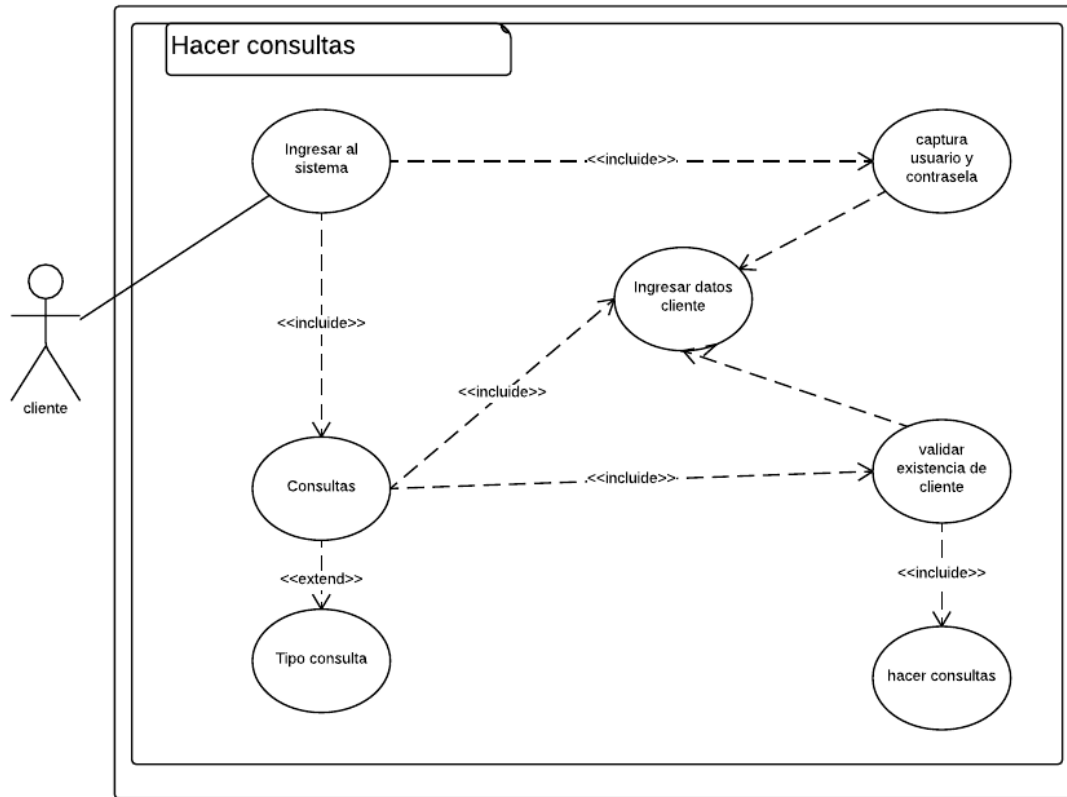 Hacer consultas
Ingresar al
sistema
<<incluide>>
captura
usuario y
contrasela
Ingresar datos
cliente
<<incluide>>
<<incluide>>
cliente
Consultas
<<incluide>>
validar
existencia de
cliente
<<extend>>
<<incluide>>
Tipo consulta
hacer consultas